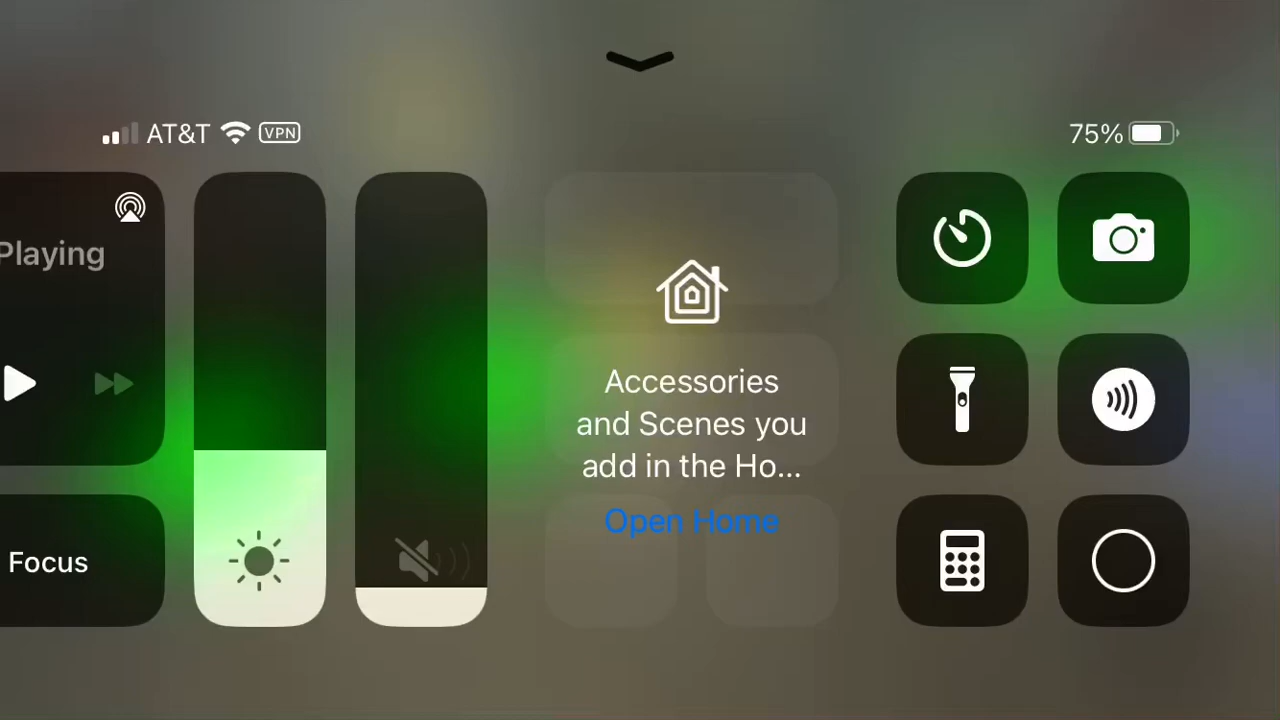 AT&T VPN
75%
Playing
Accessories
and Scenes you
add in the Ho...
Open Home
Focus